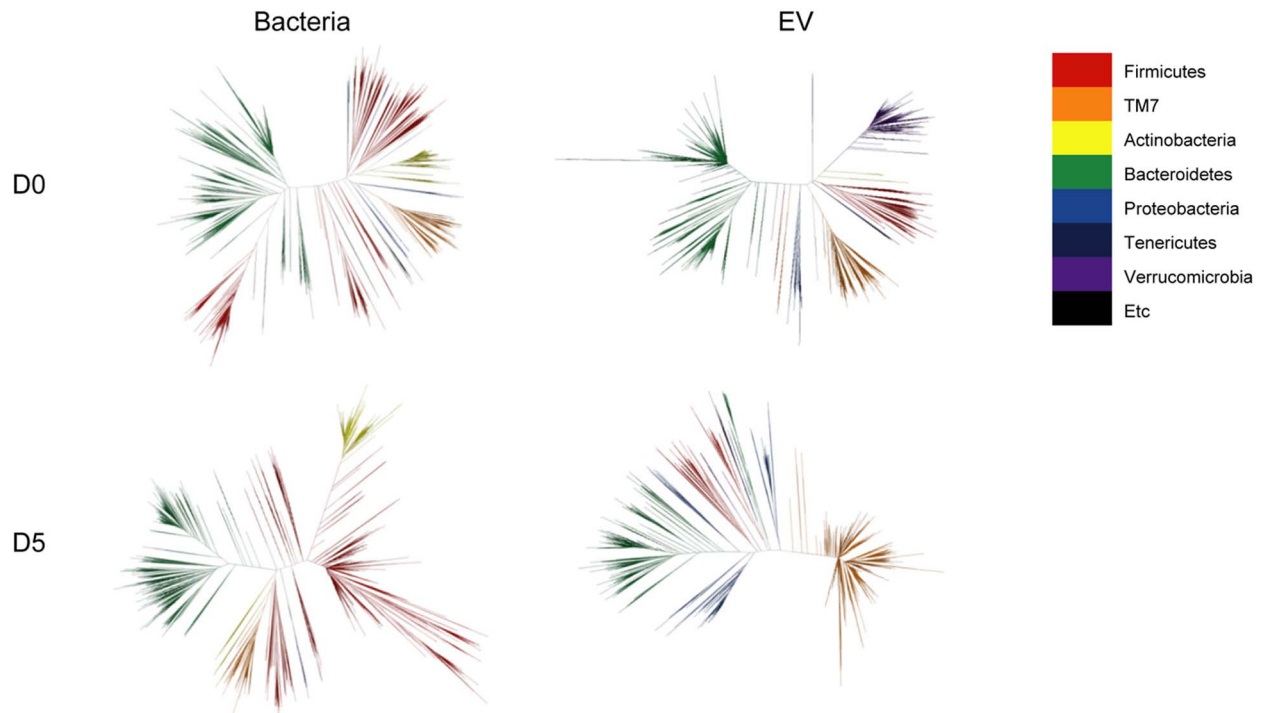 Bacteria
EV
D0
D5
Firmicutes
TM7
Actinobacteria
Bacteroidetes
Proteobacteria
Tenericutes
Verrucomicrobia
Etc